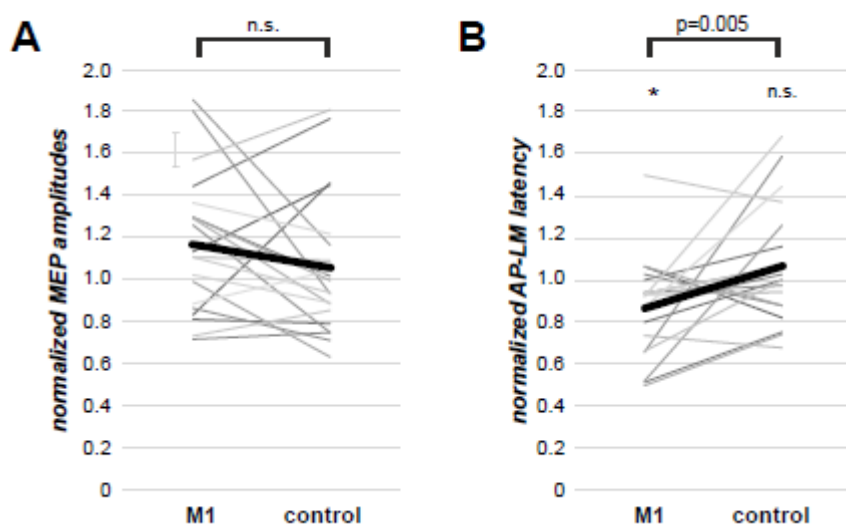 A
n.s.
normalized MEP amplitudes
2.0
1.8
1.6
1.4
1.2
1.0
0.8
0.6
0.4
0.2
0
M1 control
B
p=0.005
* n.s.
normalized AP-LM latency
2.0
1.8
1.6
1.4
1.2
1.0
0.8
0.6
0.4
0.2
0
M1 control